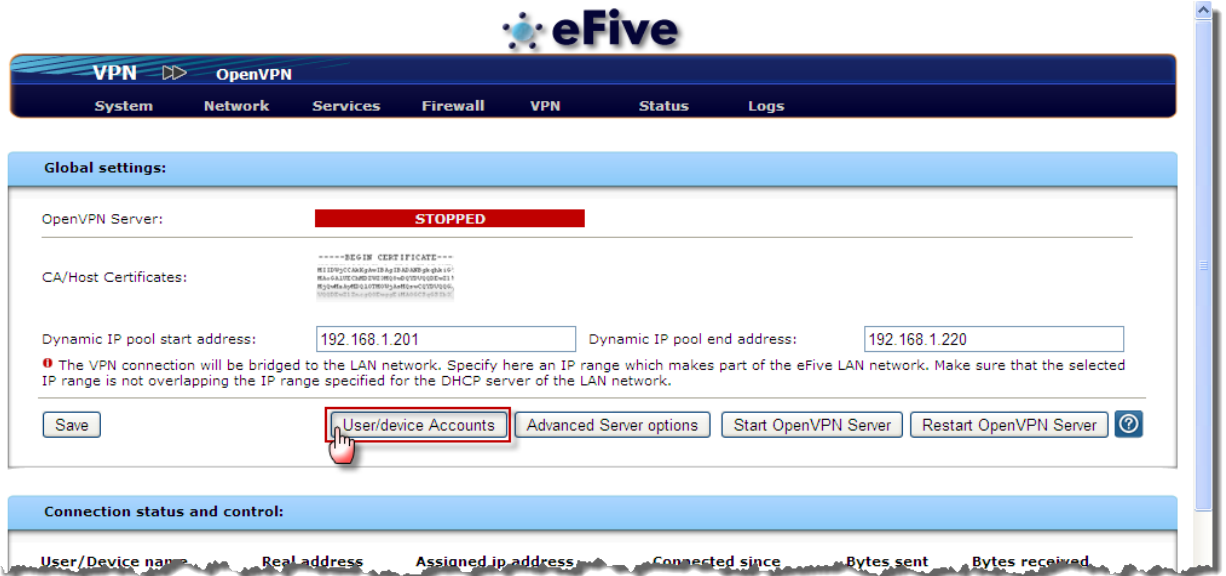 eFive
VPN OpenVPN
System Network Services Firewall VPN Status Logs
Global settings:
OpenVPN Server: STOPPED
-----BEGIN CERTIFICATE---
CA/Host Certificates:
Dynamic IP pool start address: 192.168.1.201 Dynamic IP pool end address: 192.168.1.220
The VPN connection will be bridged to the LAN network. Specify here an IP range which makes part of the eFive LAN network. Make sure that the selected
IP range is not overlapping the IP range specified for the DHCP server of the LAN network.
Save User/device Accounts Advanced Server options Start OpenVPN Server Restart OpenVPN Server ?
Connection status and control:
User/Device name Real address Assigned ip address Connected since Bytes sent Bytes received